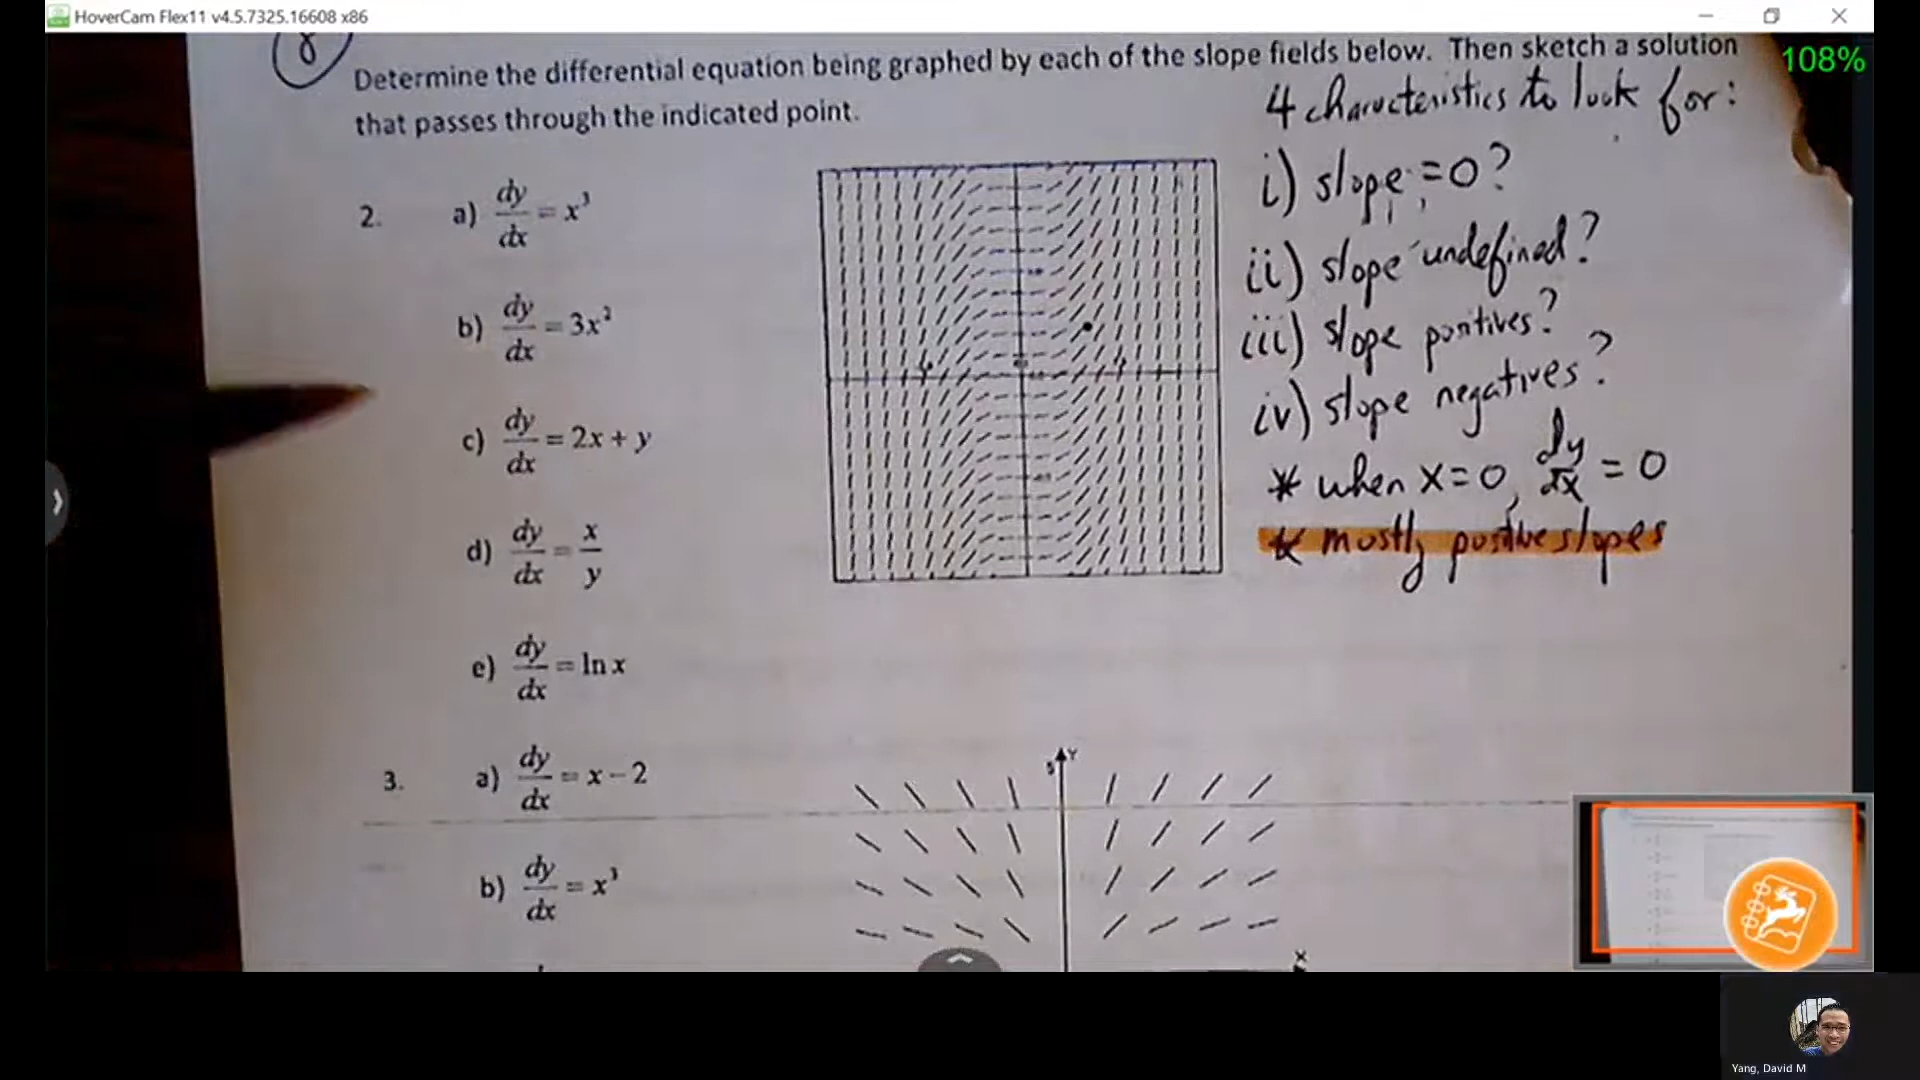 HoverCam Flex11 v4.5.7325.16608 x86
108%
8
Determine the differential equation being graphed by each of the slope fields below. Then sketch a solution
that passes through the indicated point.
4 characteristics to look for:
i) slope = 0?
ii) slope undefined?
iii) slope positives?
iv) slope negatives?
* when x=0, dy/dx = 0
* mostly positive slopes
2. a) dy/dx = x³
b) dy/dx = 3x²
c) dy/dx = 2x + y
d) dy/dx = x/y
e) dy/dx = ln x
3. a) dy/dx = x - 2
b) dy/dx = x³
Y
X
Yang, David M